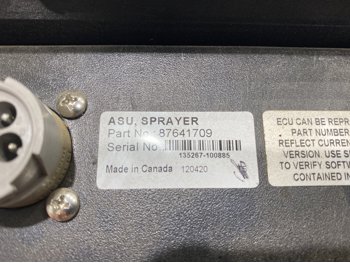 ASU, SPRAYER
Part No.: 87641709
Serial No
135267-100885
Made in Canada 120420
ECU CAN BE REPR
PART NUMBER
REFLECT CURREN
VERSION. USE S
TO VERIFY SOFTW
CONTAINED IN